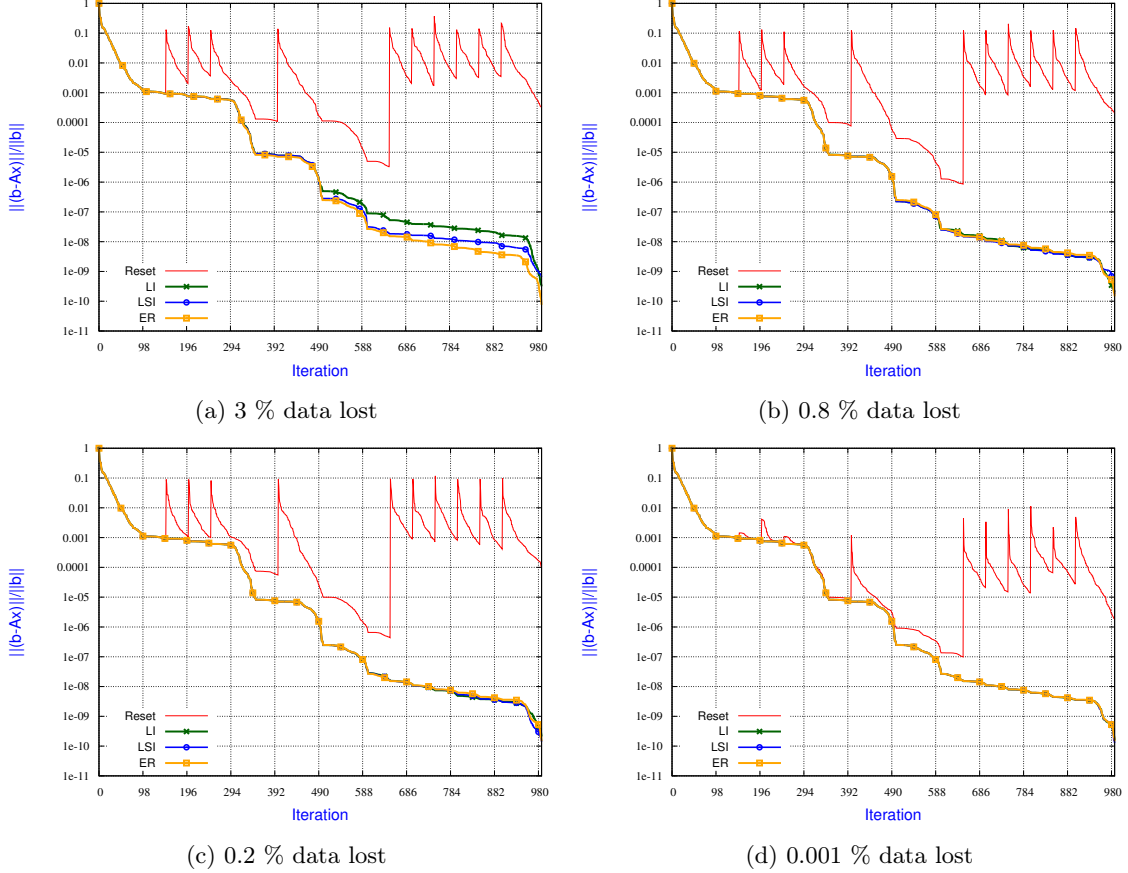 1
0.1
0.01
0.001
0.0001
1e-05
1e-06
1e-07
1e-08
1e-09
1e-10
1e-11
||(b-Ax)||/||b||
Reset
LI
LSI
ER
0 98 196 294 392 490 588 686 784 882 980
Iteration
(a) 3 % data lost
1
0.1
0.01
0.001
0.0001
1e-05
1e-06
1e-07
1e-08
1e-09
1e-10
1e-11
||(b-Ax)||/||b||
Reset
LI
LSI
ER
0 98 196 294 392 490 588 686 784 882 980
Iteration
(b) 0.8 % data lost
1
0.1
0.01
0.001
0.0001
1e-05
1e-06
1e-07
1e-08
1e-09
1e-10
1e-11
||(b-Ax)||/||b||
Reset
LI
LSI
ER
0 98 196 294 392 490 588 686 784 882 980
Iteration
(c) 0.2 % data lost
1
0.1
0.01
0.001
0.0001
1e-05
1e-06
1e-07
1e-08
1e-09
1e-10
1e-11
||(b-Ax)||/||b||
Reset
LI
LSI
ER
0 98 196 294 392 490 588 686 784 882 980
Iteration
(d) 0.001 % data lost